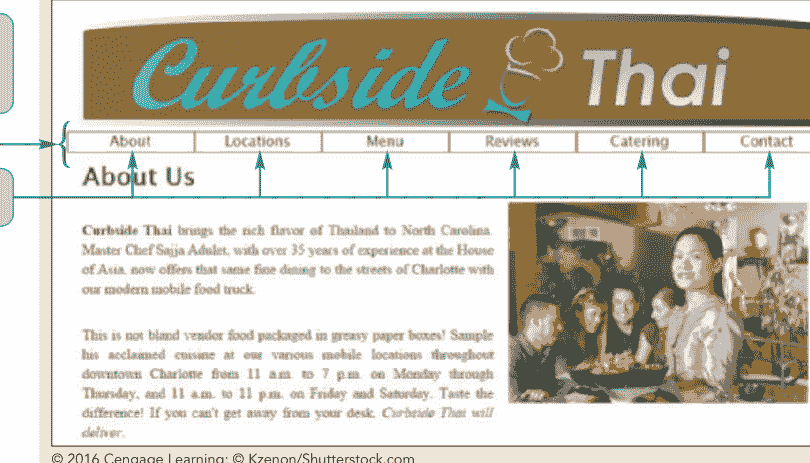 Curbside Thai
About Locations Menu Reviews Catering Contact
About Us
Curbside Thai brings the rich flavor of Thailand to North Carolina.
Master Chef Sajja Adulet, with over 35 years of experience at the House
of Asia, now offers that same fine dining to the streets of Charlotte with
our modern mobile food truck.
This is not bland vendor food packaged in greasy paper boxes! Sample
his acclaimed cuisine at our various mobile locations throughout
downtown Charlotte from 11 a.m. to 7 p.m. on Monday through
Thursday, and 11 a.m. to 11 p.m. on Friday and Saturday. Taste the
difference! If you can't get away from your desk, Curbside Thai will
deliver.
© 2016 Cengage Learning; © Kzenon/Shutterstock.com